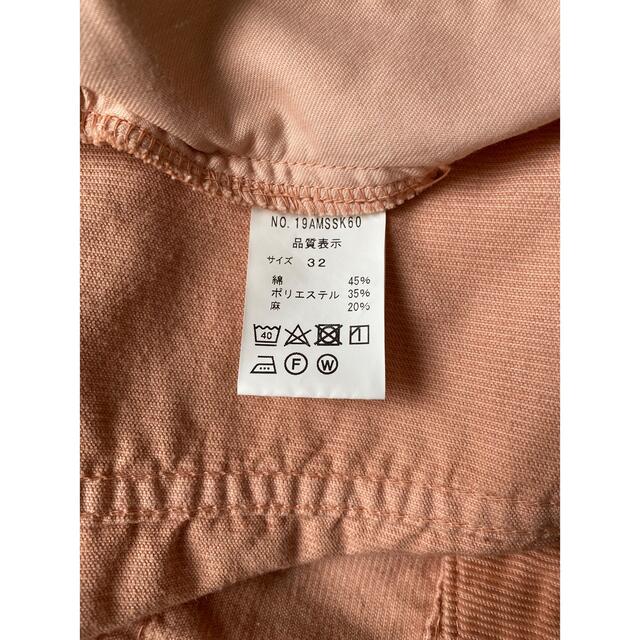 NO. 19AMSSK60
品質表示
サイズ 32
綿 45%
ポリエステル 35%
麻 20%
40
F W